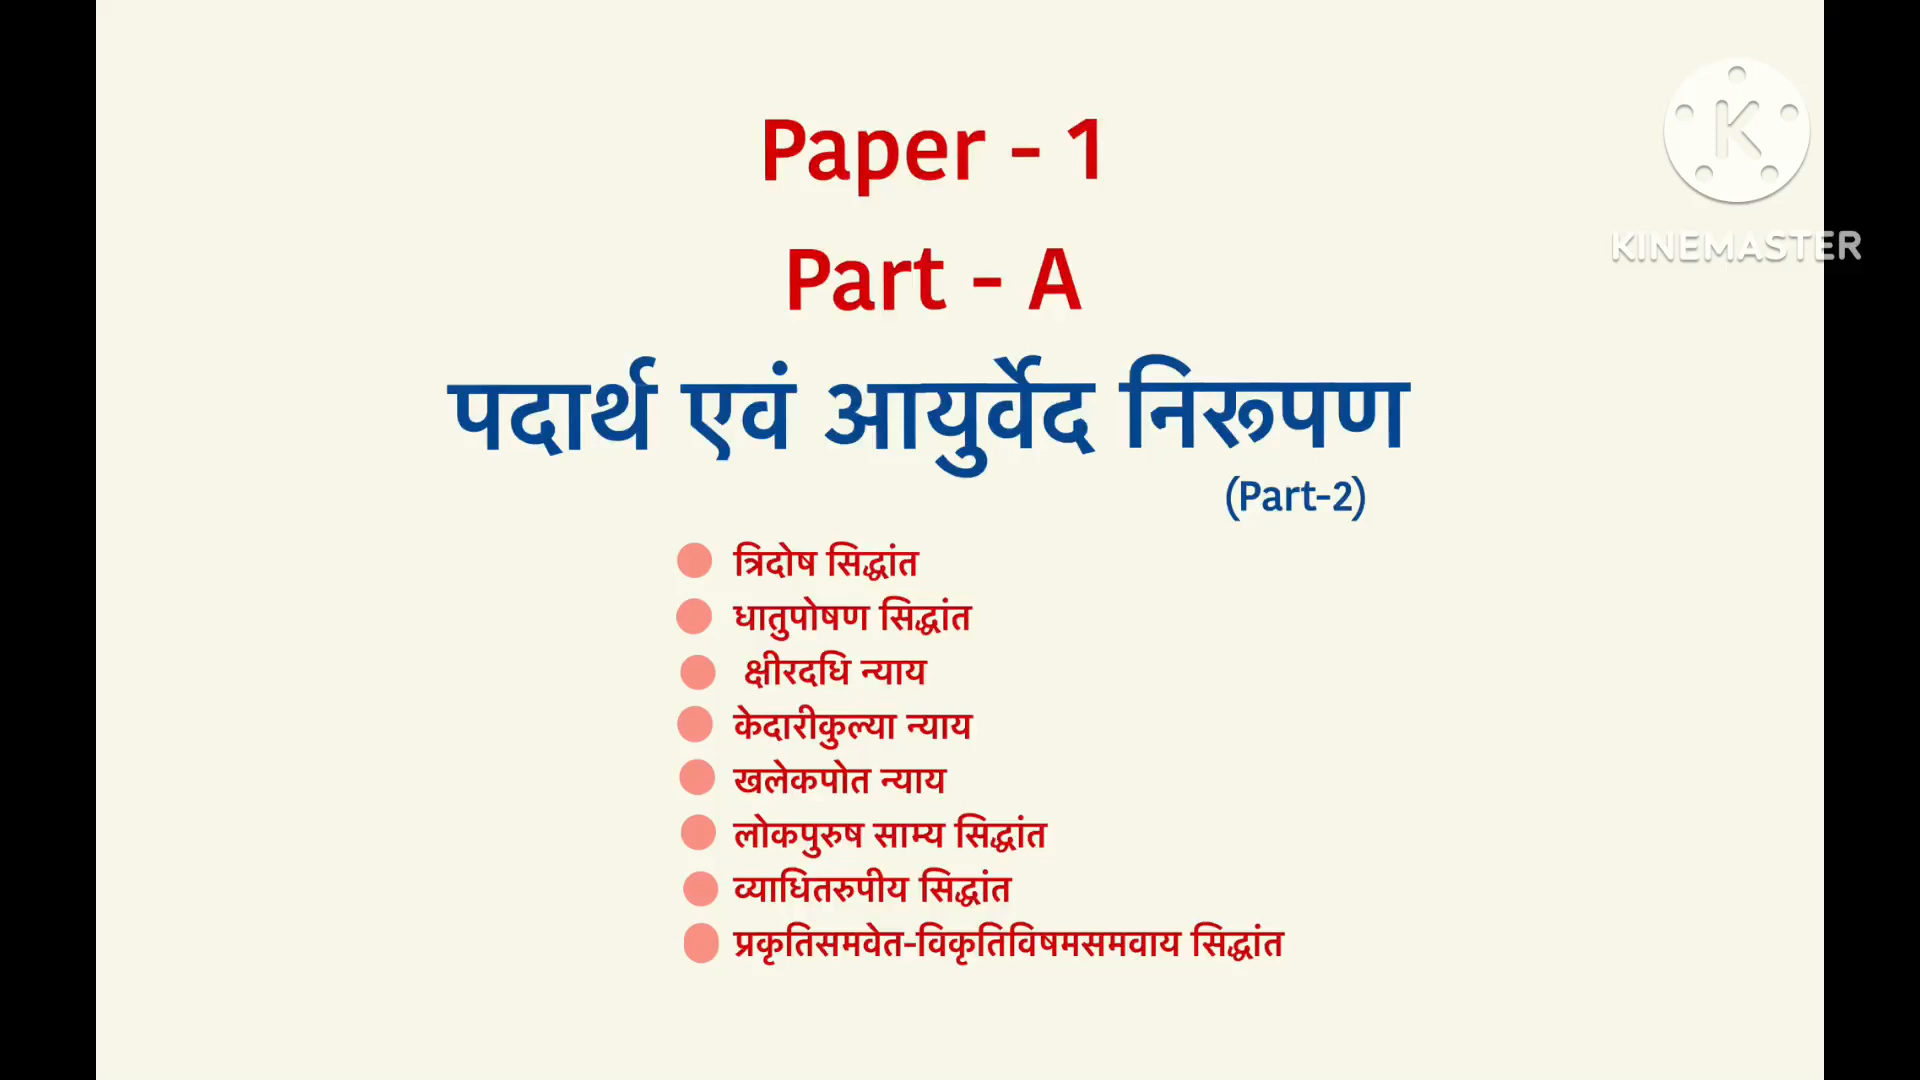 Paper - 1
K
KINEMASTER
Part - A
पदार्थ एवं आयुर्वेद निरूपण
(Part-2)
त्रिदोष सिद्धांत
धातुपोषण सिद्धांत
क्षीरदधि न्याय
केदारीकुल्या न्याय
खलेकपोत न्याय
लोकपुरुष साम्य सिद्धांत
व्याधितरुपीय सिद्धांत
प्रकृतिसमवेत-विकृतिविषमसमवाय सिद्धांत